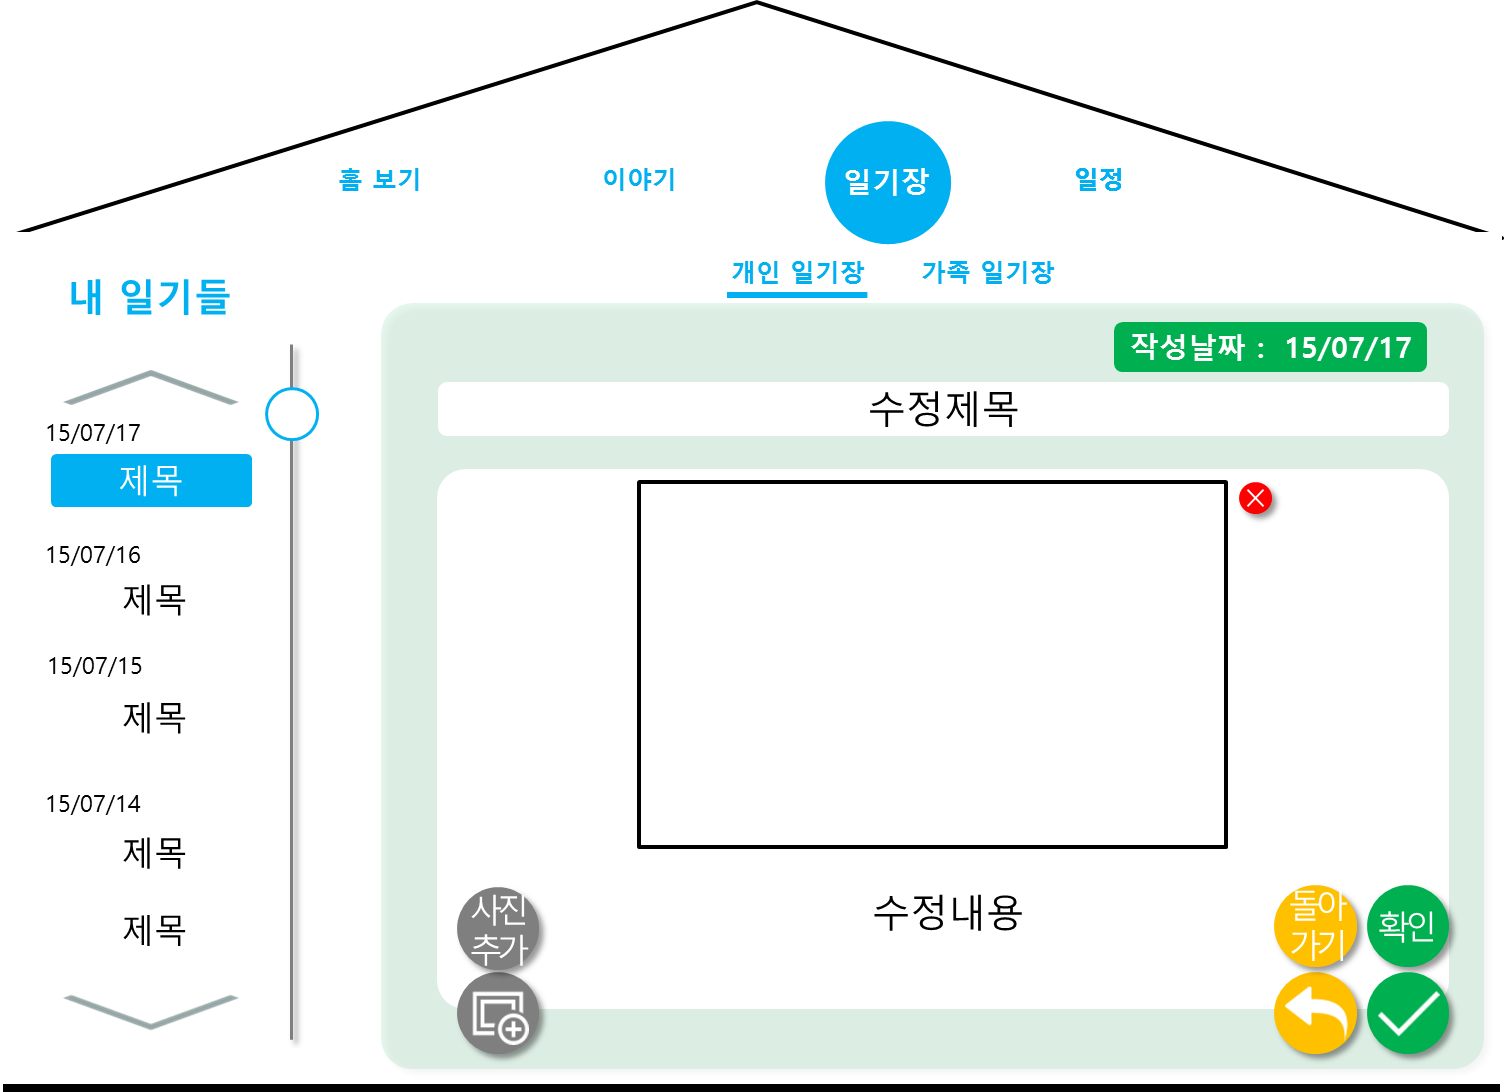 홈 보기
이야기
일기장
일정
개인 일기장
가족 일기장
내 일기들
15/07/17
제목
15/07/16
제목
15/07/15
제목
15/07/14
제목
제목
작성날짜 : 15/07/17
수정제목
수정내용
사진
추가
돌아
가기
확인